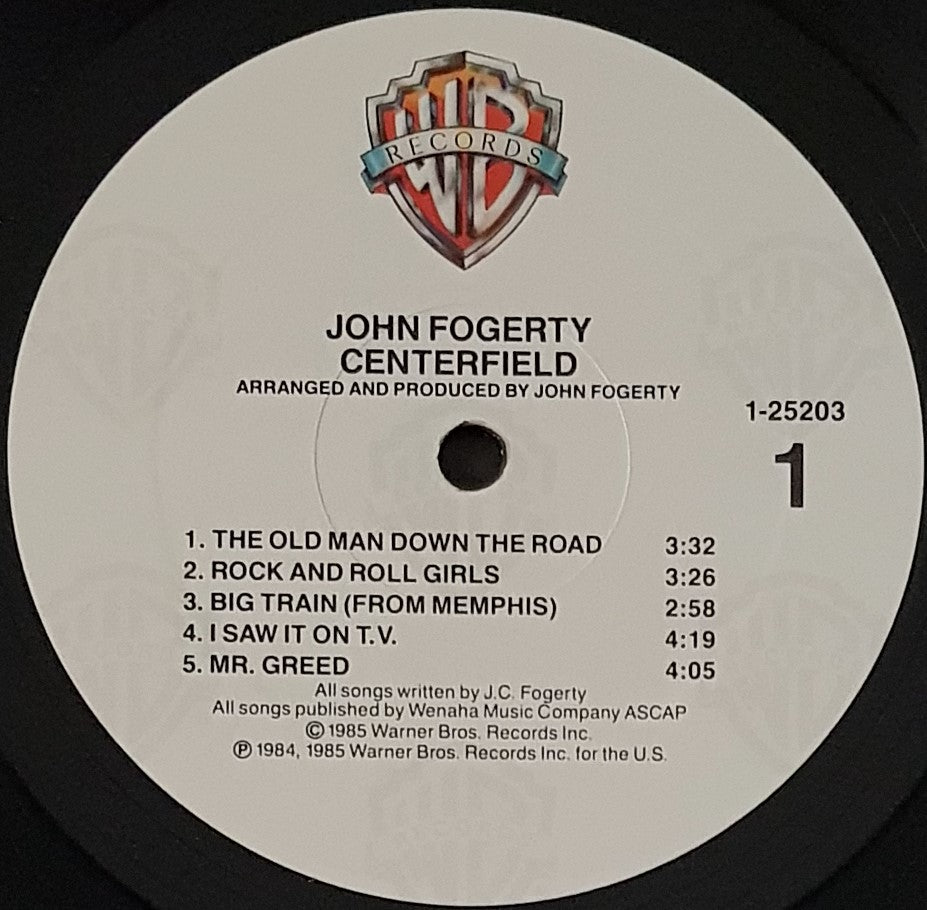 WB
RECORDS
JOHN FOGERTY
CENTERFIELD
ARRANGED AND PRODUCED BY JOHN FOGERTY
1-25203
1
1. THE OLD MAN DOWN THE ROAD 3:32
2. ROCK AND ROLL GIRLS 3:26
3. BIG TRAIN (FROM MEMPHIS) 2:58
4. I SAW IT ON T.V. 4:19
5. MR. GREED 4:05
All songs written by J.C. Fogerty
All songs published by Wenaha Music Company ASCAP
© 1985 Warner Bros. Records Inc.
℗ 1984, 1985 Warner Bros. Records Inc. for the U.S.